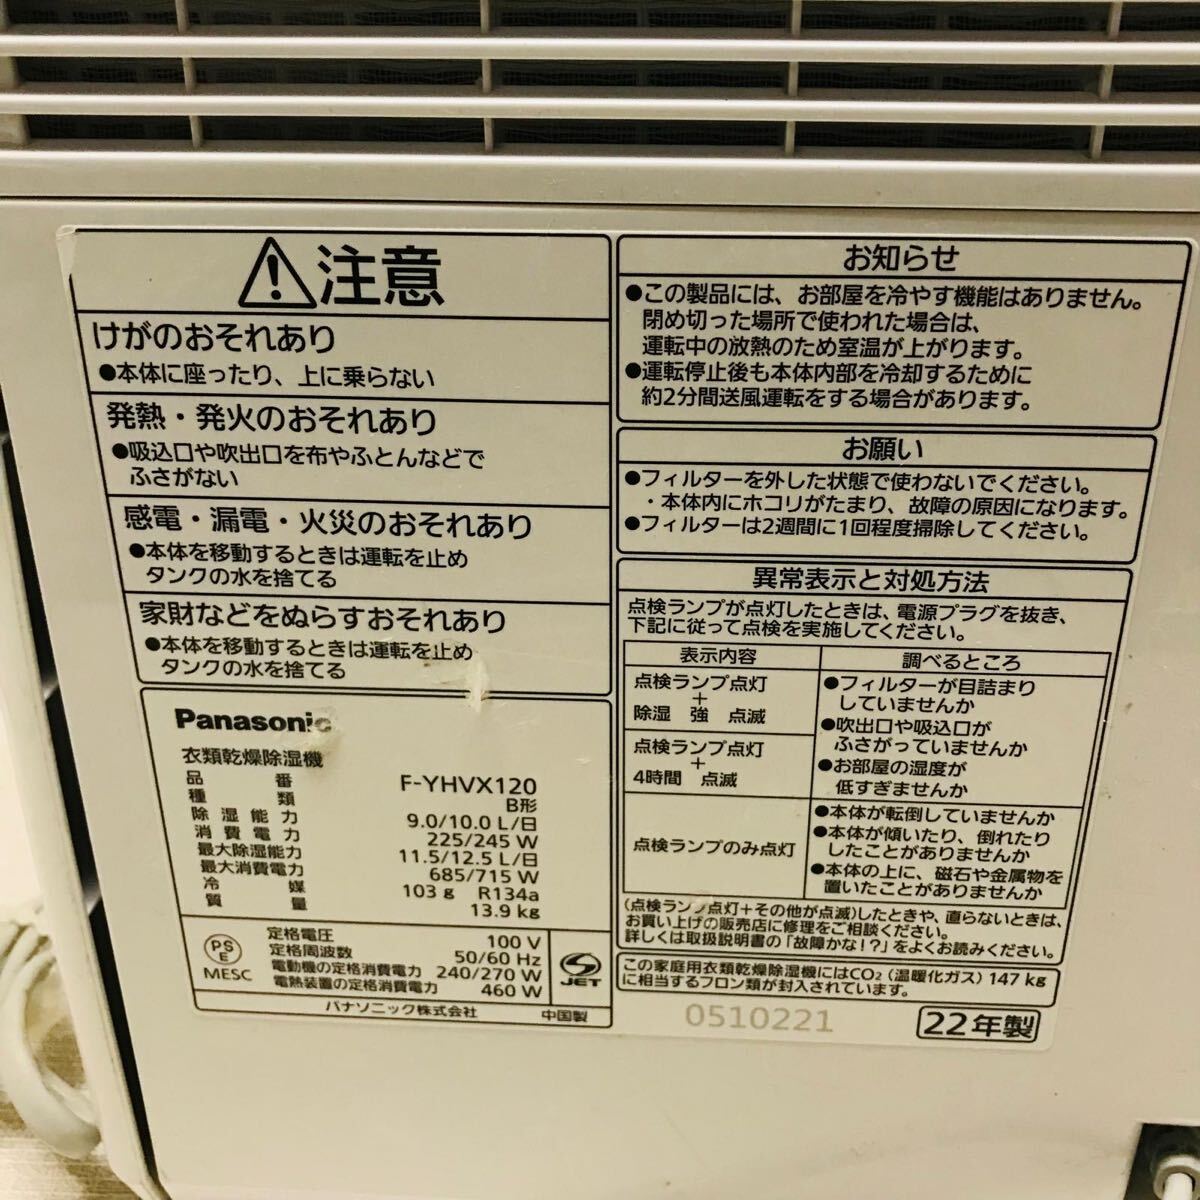 注意
けがのおそれあり
●本体に座ったり、上に乗らない
発熱・発火のおそれあり
●吸込口や吹出口を布やふとんなどで
ふさがない
感電・漏電・火災のおそれあり
●本体を移動するときは運転を止め
タンクの水を捨てる
家財などをぬらすおそれあり
●本体を移動するときは運転を止め
タンクの水を捨てる
Panasonic
衣類乾燥除湿機
品番 F-YHVX120
種類 B形
除湿能力 9.0/10.0 L/日
消費電力 225/245 W
最大除湿能力 11.5/12.5 L/日
最大消費電力 685/715 W
冷媒 103 g R134a
質量 13.9 kg
PSE
MESC
定格電圧 100 V
定格周波数 50/60 Hz
電動機の定格消費電力 240/270 W
電熱装置の定格消費電力 460 W
JET
パナソニック株式会社 中国製
お知らせ
●この製品には、お部屋を冷やす機能はありません。
閉め切った場所で使われた場合は、
運転中の放熱のため室温が上がります。
●運転停止後も本体内部を冷却するために
約2分間送風運転をする場合があります。
お願い
●フィルターを外した状態で使わないでください。
・本体内にホコリがたまり、故障の原因になります。
●フィルターは2週間に1回程度掃除してください。
異常表示と対処方法
点検ランプが点灯したときは、電源プラグを抜き、
下記に従って点検を実施してください。
表示内容 調べるところ
点検ランプ点灯
+
除湿 強 点滅
点検ランプ点灯
+
4時間 点滅
●フィルターが目詰まり
していませんか
●吹出口や吸込口が
ふさがっていませんか
●お部屋の湿度が
低すぎませんか
点検ランプのみ点灯
●本体が転倒していませんか
●本体が傾いたり、倒れたり
したことがありませんか
●本体の上に、磁石や金属物を
置いたことがありませんか
(点検ランプ点灯+その他が点滅)したときや、直らないときは、
お買い上げの販売店に修理をご相談ください。
詳しくは取扱説明書の「故障かな!?」をよくお読みください。
この家庭用衣類乾燥除湿機にはCO₂(温暖化ガス)147 kg
に相当するフロン類が封入されています。
0510221
22年製